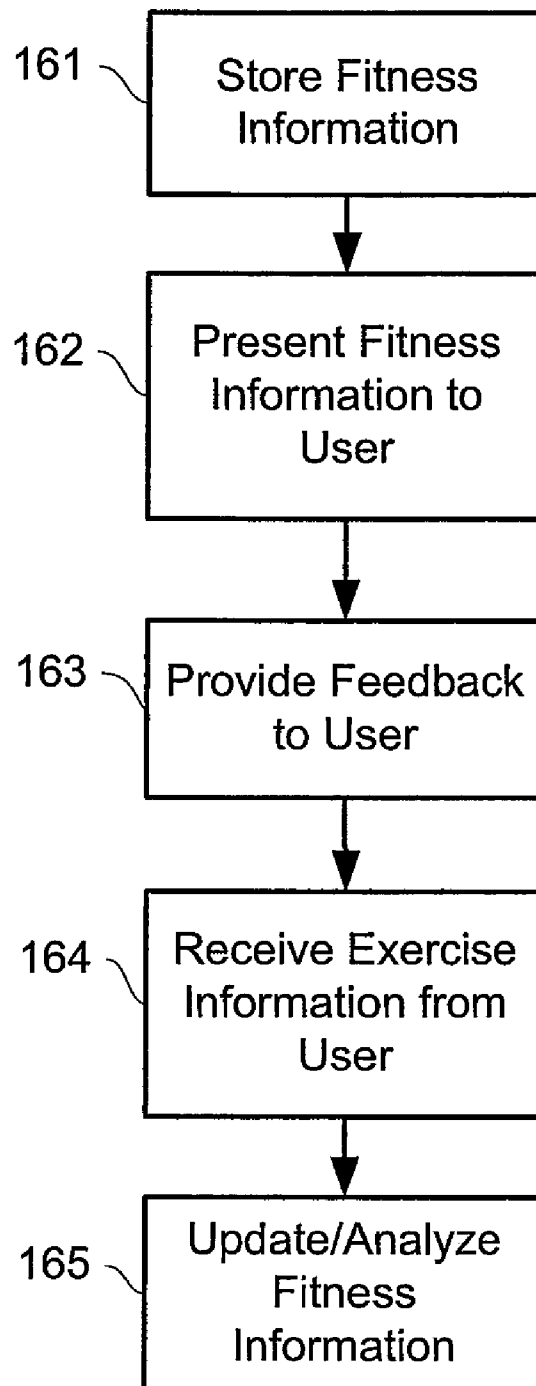 161
Store Fitness
Information
162
Present Fitness
Information to
User
163
Provide Feedback
to User
164
Receive Exercise
Information from
User
165
Update/Analyze
Fitness
Information